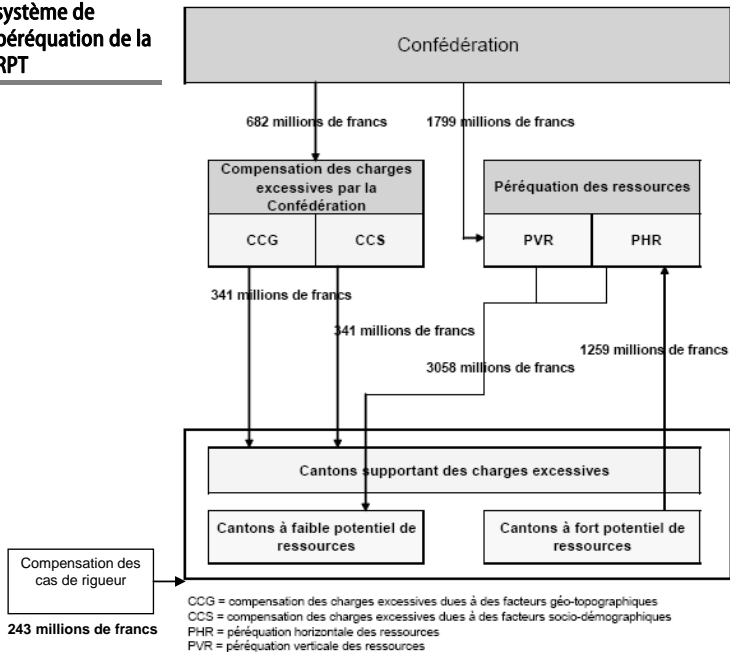 système de
péréquation de la
RPT
Confédération
682 millions de francs
1799 millions de francs
Compensation des charges
excessives par la
Confédération
CCG
CCS
Péréquation des ressources
PVR
PHR
341 millions de francs
341 millions de francs
3058 millions de francs
1259 millions de francs
Cantons supportant des charges excessives
Cantons à faible potentiel de
ressources
Cantons à fort potentiel de
ressources
Compensation des
cas de rigueur
243 millions de francs
CCG = compensation des charges excessives dues à des facteurs géo-topographiques
CCS = compensation des charges excessives dues à des facteurs socio-démographiques
PHR = péréquation horizontale des ressources
PVR = péréquation verticale des ressources